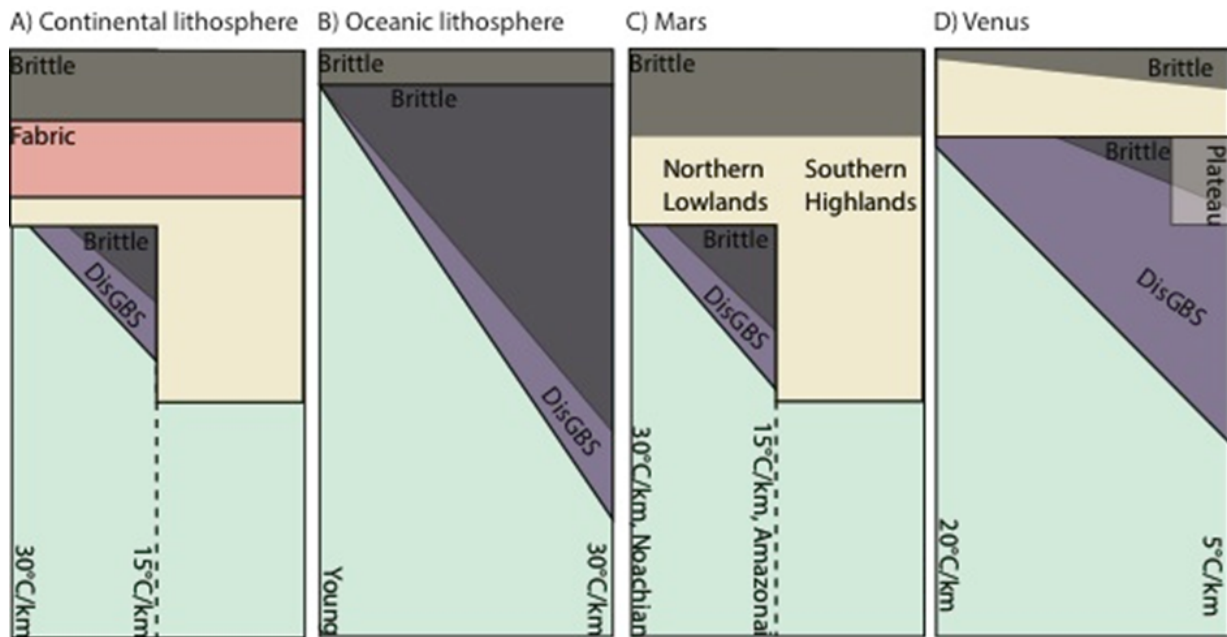 A) Continental lithosphere
Brittle
Fabric
Brittle
DisGBS
30°C/km
15°C/km
B) Oceanic lithosphere
Brittle
Brittle
DisGBS
Young
30°C/km
C) Mars
Brittle
Northern
Lowlands
Southern
Highlands
Brittle
DisGBS
30°C/km, Noachian
15°C/km, Amazonai
D) Venus
Brittle
Brittle
Plateau
DisGBS
20°C/km
5°C/km